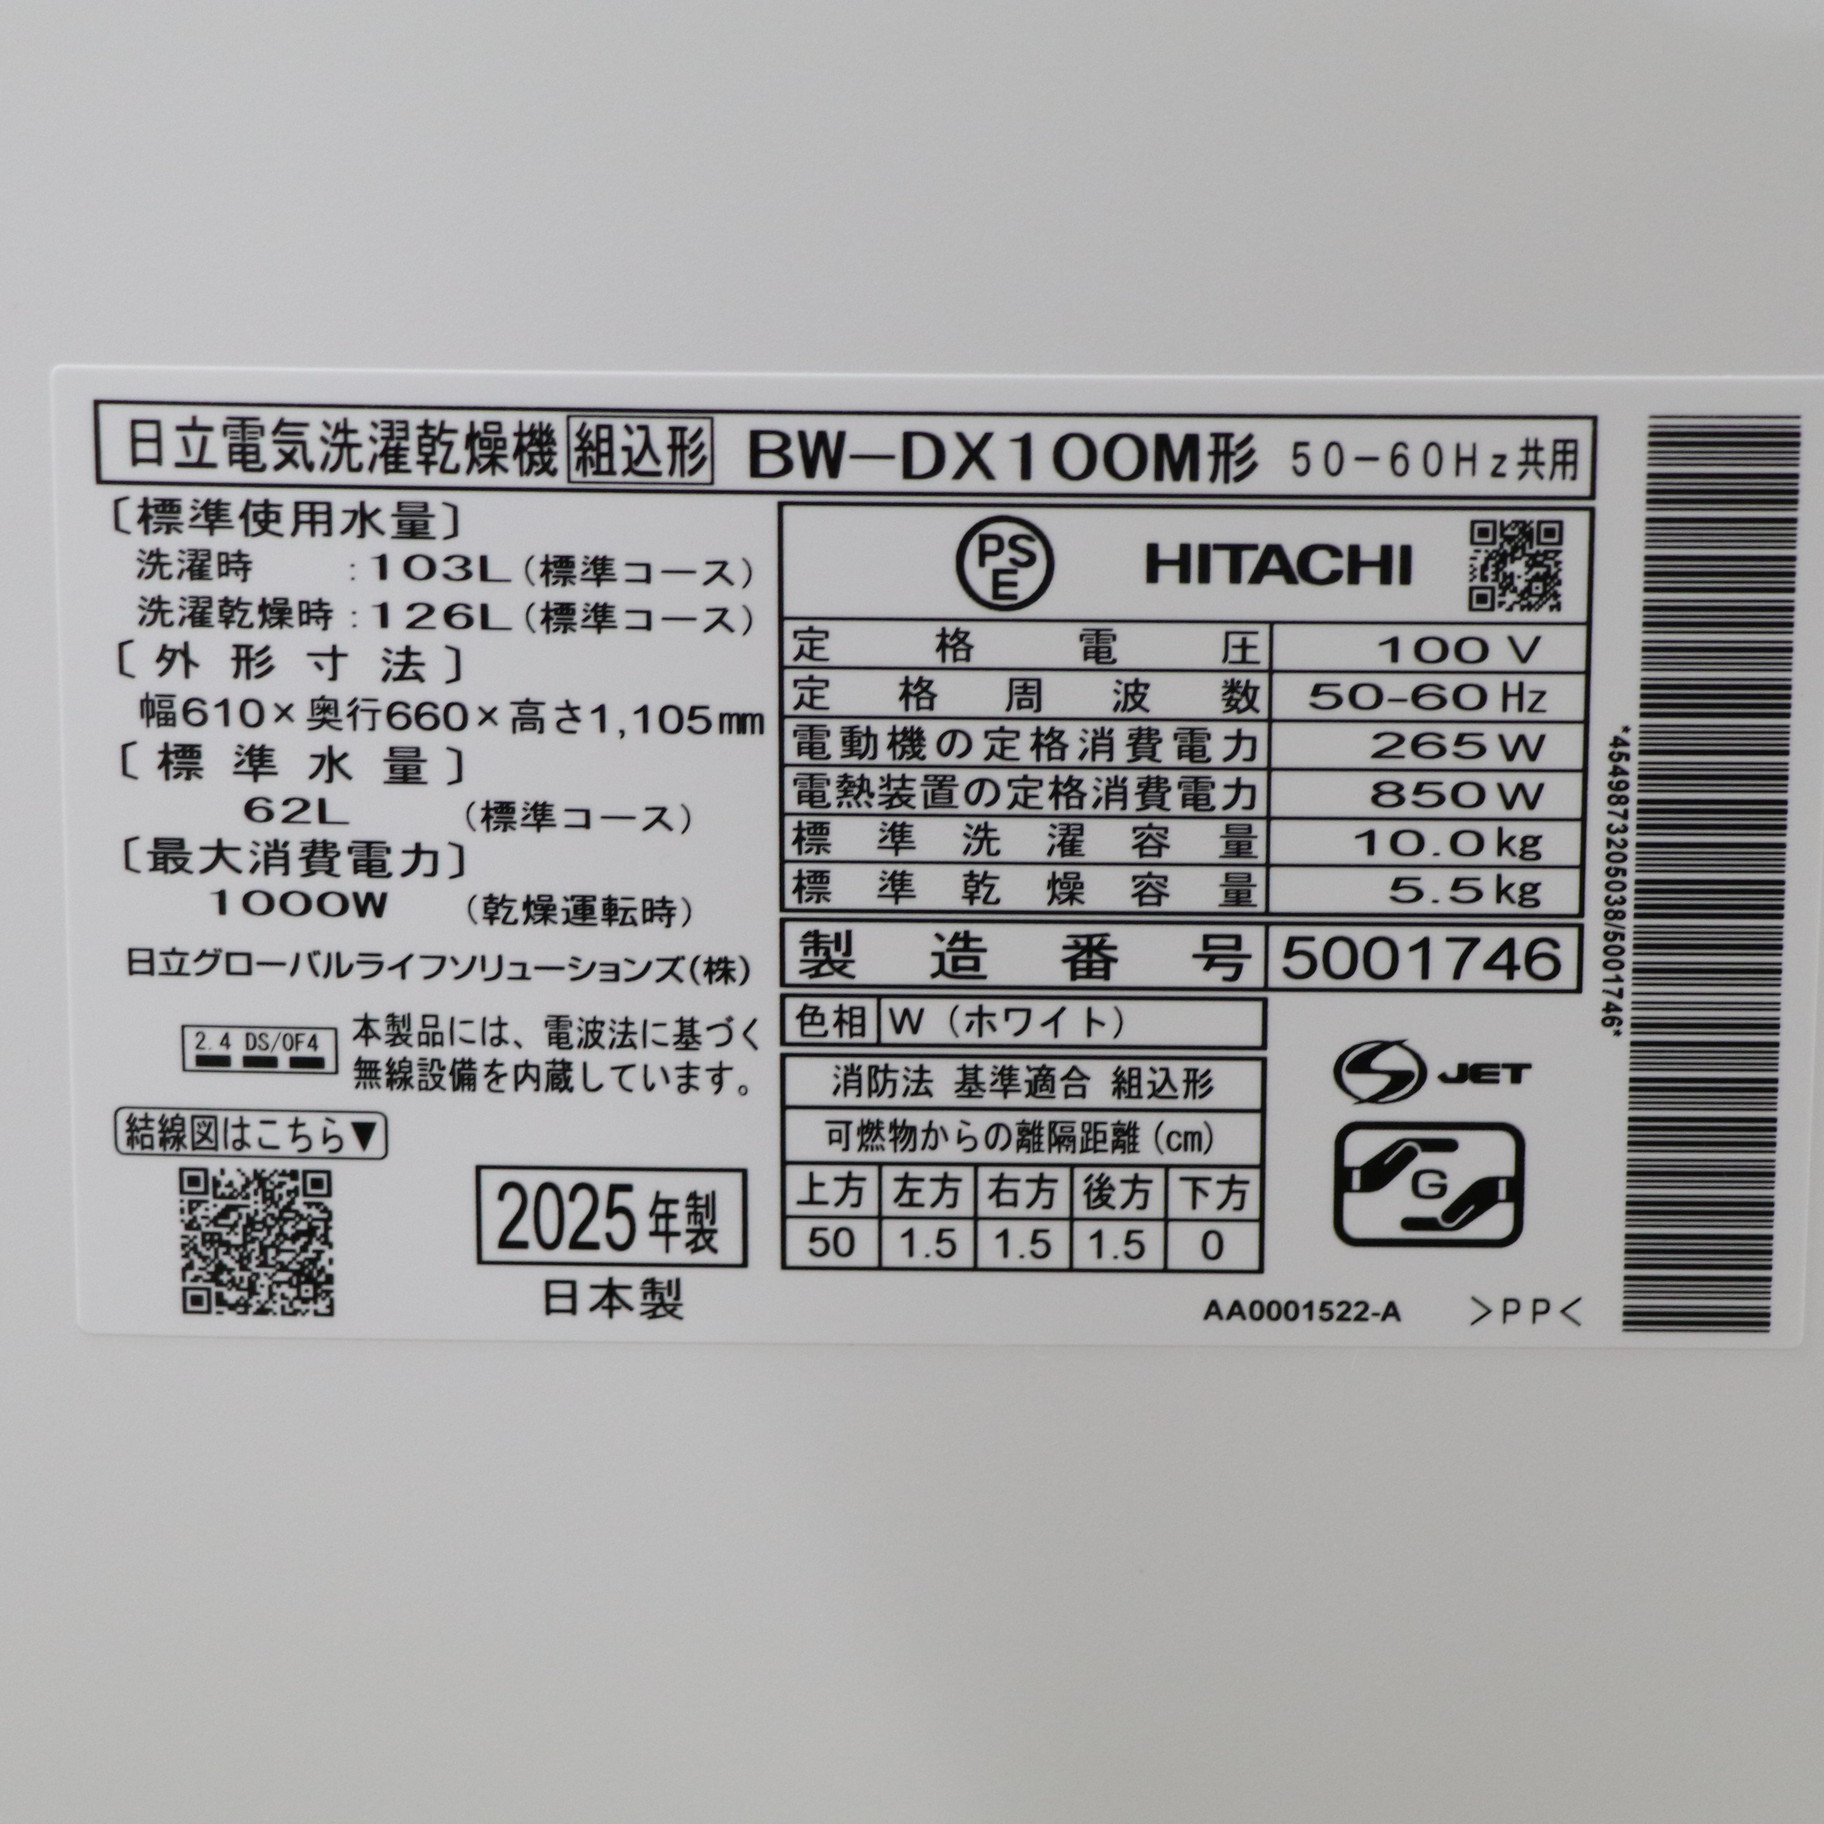 日立電気洗濯乾燥機 組込形 BW-DX100M形 50-60Hz共用
〔標準使用水量〕
洗濯時 :103L(標準コース)
洗濯乾燥時:126L(標準コース)
〔外形寸法〕
幅610×奥行660×高さ1,105mm
〔標準水量〕
62L (標準コース)
〔最大消費電力〕
1000W (乾燥運転時)
日立グローバルライフソリューションズ(株)
2.4 DS/OF4
本製品には、電波法に基づく
無線設備を内蔵しています。
結線図はこちら▼
2025年製
日本製
PSE HITACHI
定格電圧 100V
定格周波数 50-60Hz
電動機の定格消費電力 265W
電熱装置の定格消費電力 850W
標準洗濯容量 10.0kg
標準乾燥容量 5.5kg
製造番号 5001746
色相 W(ホワイト)
消防法 基準適合 組込形
可燃物からの離隔距離(cm)
上方 左方 右方 後方 下方
50 1.5 1.5 1.5 0
S JET
G
AA0001522-A >PP<
*4549873205038/5001746*